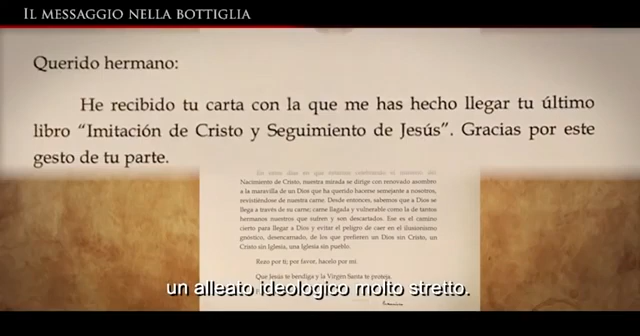 IL MESSAGGIO NELLA BOTTIGLIA
Querido hermano:
He recibido tu carta con la que me has hecho llegar tu último
libro “Imitación de Cristo y Seguimiento de Jesús”. Gracias por este
gesto de tu parte.
Nacimiento de Cristo, nuestra mirada se dirige con renovado asombro
a la maravilla de un Dios que ha querido hacerse semejante a nosotros,
revistiéndose de nuestra carne. Desde entonces, sabemos que a Dios se
llega a través de su carne; carne llagada y vulnerable como la de tantos
hermanos nuestros que sufren y son descartados. Ese es el camino
cierto para llegar a Dios y evitar el peligro de caer en el ilusionismo
gnóstico, desencarnado, de los que prefieren un Dios sin Cristo, un
Cristo sin Iglesia, una Iglesia sin pueblo.
Rezo por ti; por favor, hacelo por mí.
Que Jesús te bendiga y la Virgen Santa te proteja.
un alleato ideologico molto stretto.